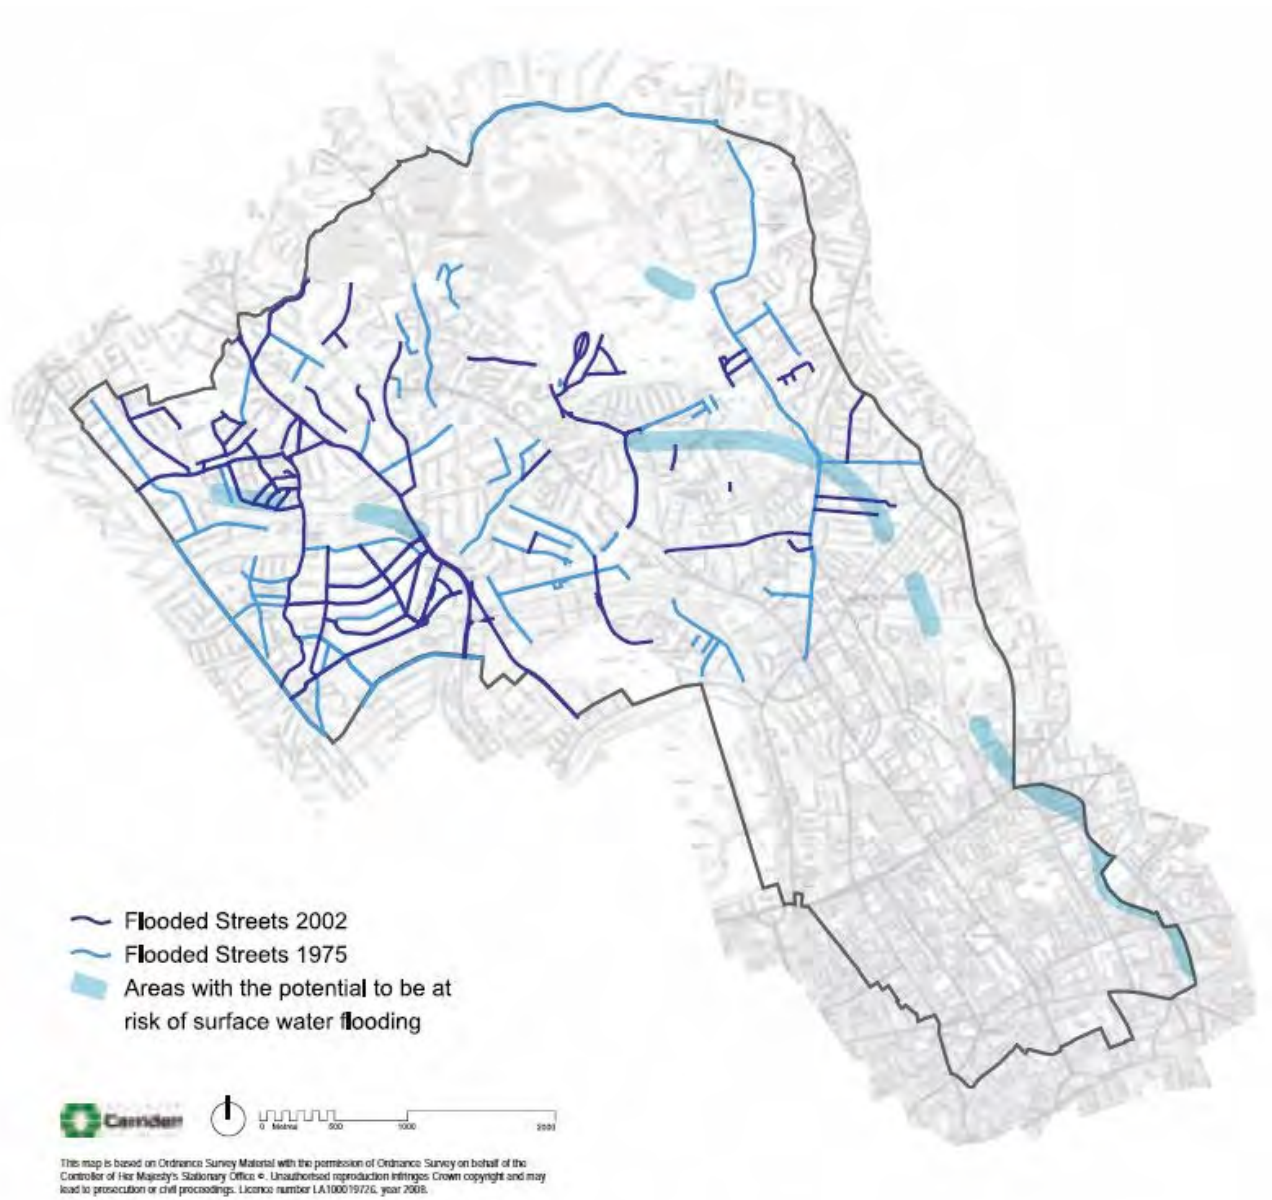 Flooded Streets 2002
Flooded Streets 1975
Areas with the potential to be at
risk of surface water flooding
Camden
0 Metres 500 1000 2000
This map is based on Ordnance Survey Material with the permission of Ordnance Survey on behalf of the
Controller of Her Majesty's Stationary Office ©. Unauthorised reproduction infringes Crown copyright and may
lead to prosecution or civil proceedings. Licence number LA100019726, year 2008.